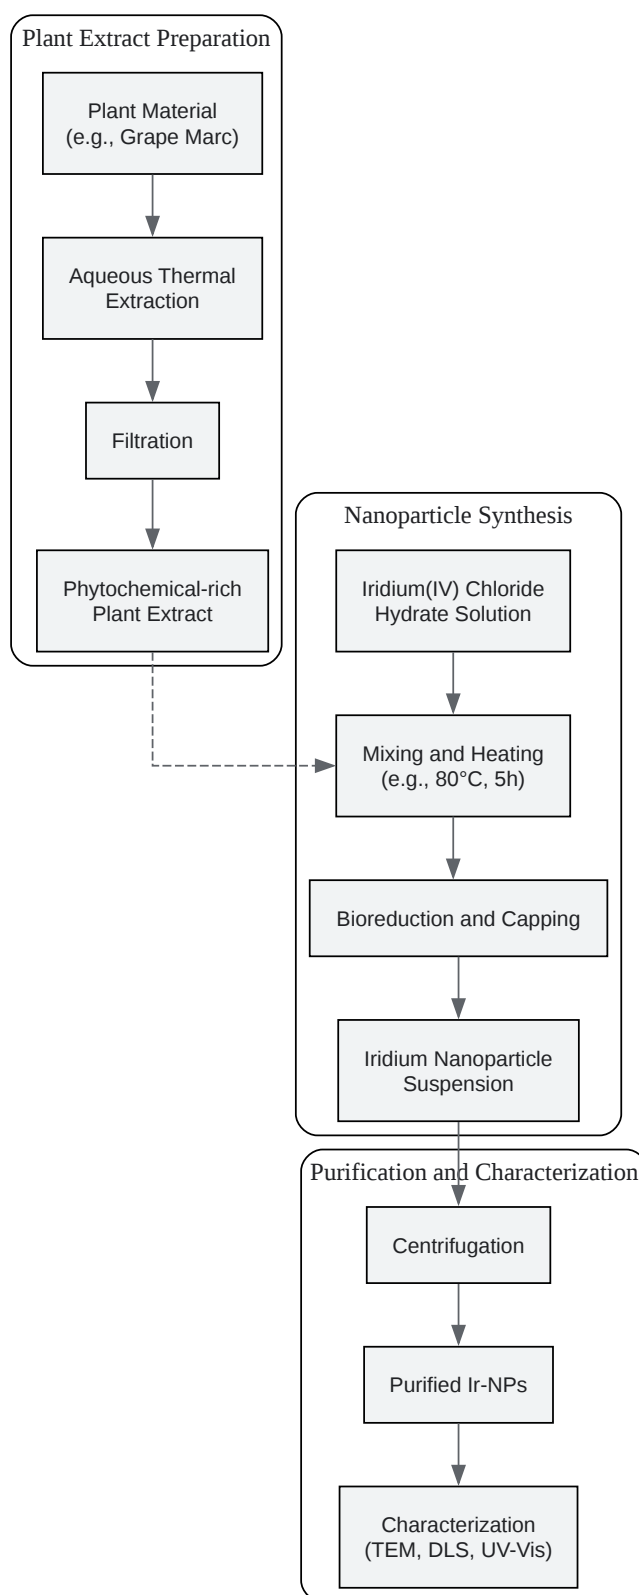 Plant Extract Preparation
Plant Material
(e.g., Grape Marc)
Aqueous Thermal
Extraction
Filtration
Phytochemical-rich
Plant Extract
Nanoparticle Synthesis
Iridium(IV) Chloride
Hydrate Solution
Mixing and Heating
(e.g., 80°C, 5h)
Bioreduction and Capping
Iridium Nanoparticle
Suspension
Purification and Characterization
Centrifugation
Purified Ir-NPs
Characterization
(TEM, DLS, UV-Vis)